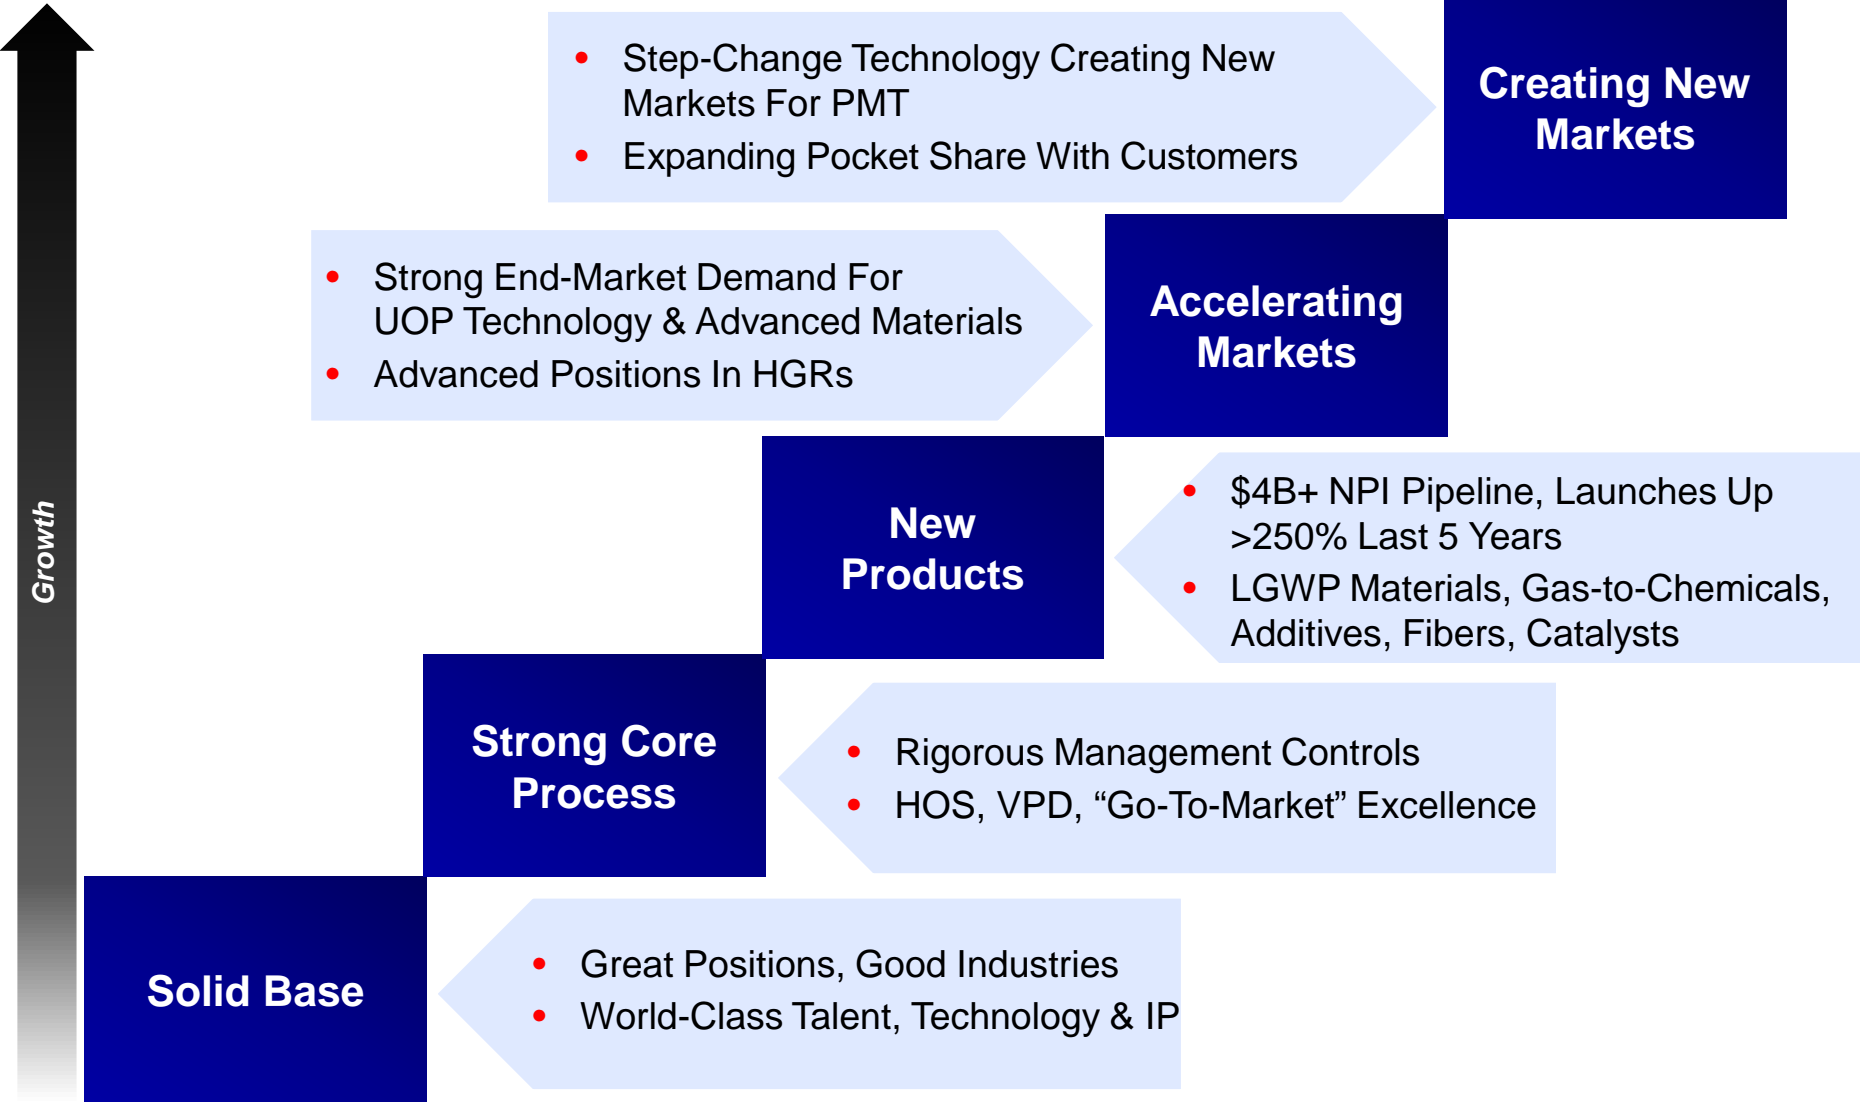 • Step-Change Technology Creating New
Markets For PMT
• Expanding Pocket Share With Customers
Creating New
Markets
• Strong End-Market Demand For
UOP Technology & Advanced Materials
• Advanced Positions In HGRs
Accelerating
Markets
New
Products
• $4B+ NPI Pipeline, Launches Up
>250% Last 5 Years
• LGWP Materials, Gas-to-Chemicals,
Additives, Fibers, Catalysts
Growth
Strong Core
Process
• Rigorous Management Controls
• HOS, VPD, “Go-To-Market” Excellence
Solid Base
• Great Positions, Good Industries
• World-Class Talent, Technology & IP